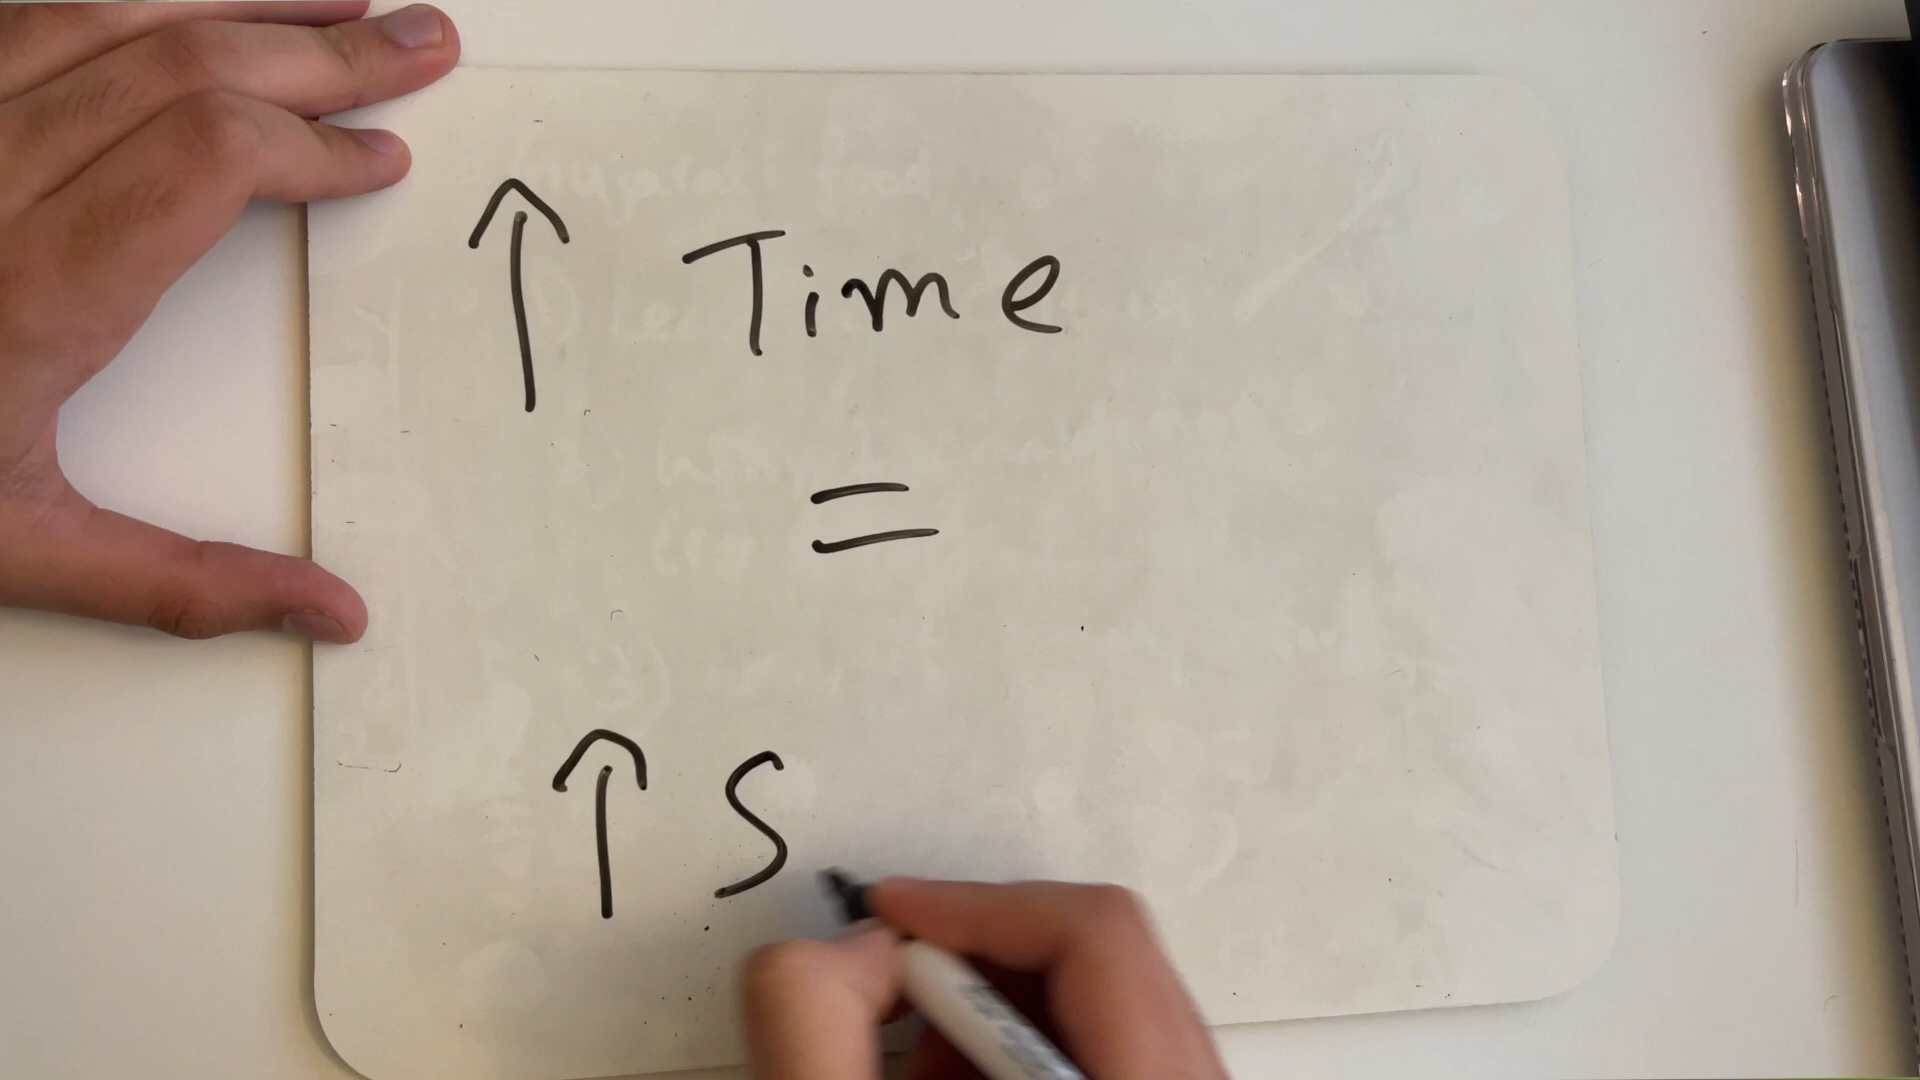 ↑ Time
=
↑ S